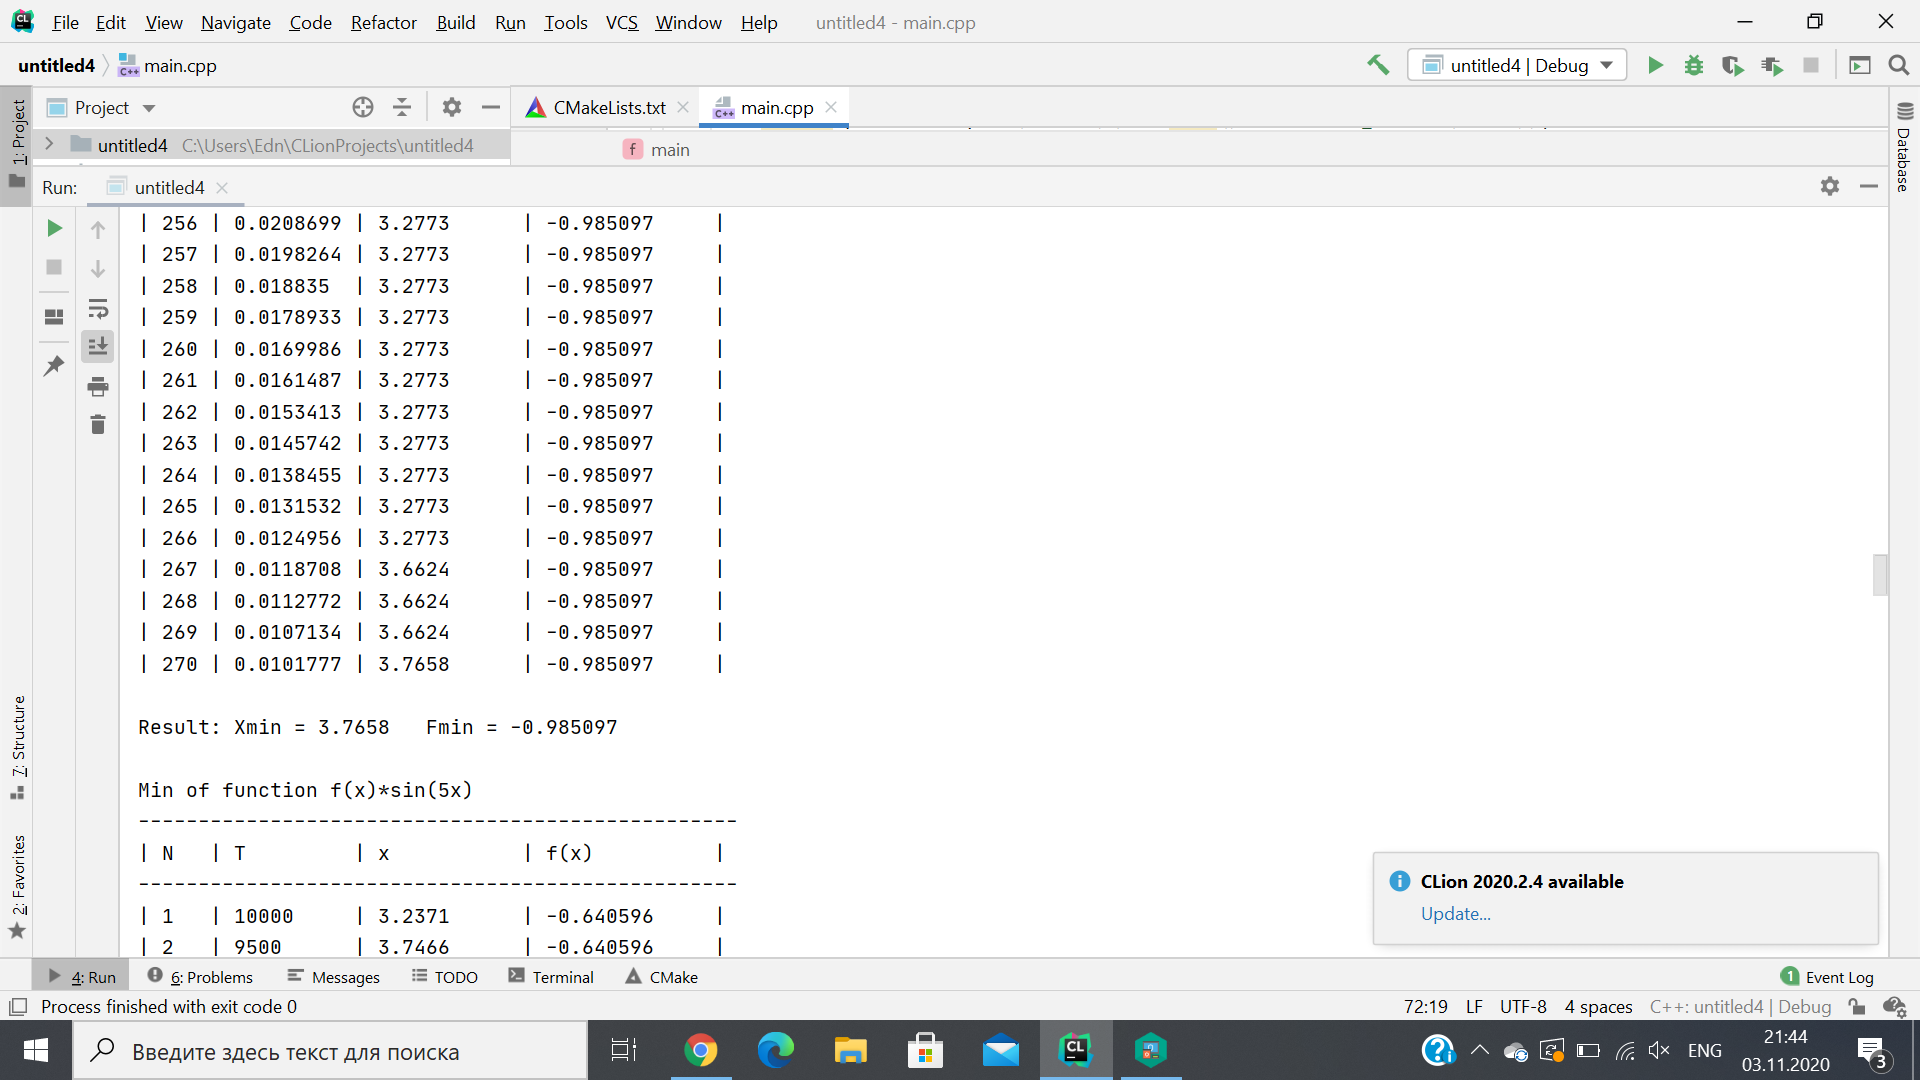 File Edit View Navigate Code Refactor Build Run Tools VCS Window Help untitled4 - main.cpp
untitled4 main.cpp untitled4 | Debug
1: Project
Project CMakeLists.txt main.cpp
untitled4 C:\Users\Edn\CLionProjects\untitled4
f main
Database
Run: untitled4
| 256 | 0.0208699 | 3.2773 | -0.985097 |
| 257 | 0.0198264 | 3.2773 | -0.985097 |
| 258 | 0.018835 | 3.2773 | -0.985097 |
| 259 | 0.0178933 | 3.2773 | -0.985097 |
| 260 | 0.0169986 | 3.2773 | -0.985097 |
| 261 | 0.0161487 | 3.2773 | -0.985097 |
| 262 | 0.0153413 | 3.2773 | -0.985097 |
| 263 | 0.0145742 | 3.2773 | -0.985097 |
| 264 | 0.0138455 | 3.2773 | -0.985097 |
| 265 | 0.0131532 | 3.2773 | -0.985097 |
| 266 | 0.0124956 | 3.2773 | -0.985097 |
| 267 | 0.0118708 | 3.6624 | -0.985097 |
| 268 | 0.0112772 | 3.6624 | -0.985097 |
| 269 | 0.0107134 | 3.6624 | -0.985097 |
| 270 | 0.0101777 | 3.7658 | -0.985097 |
Result: Xmin = 3.7658 Fmin = -0.985097
Min of function f(x)*sin(5x)
--------------------------------------------------
| N | T | x | f(x) |
--------------------------------------------------
| 1 | 10000 | 3.2371 | -0.640596 |
| 2 | 9500 | 3.7466 | -0.640596 |
7: Structure
2: Favorites
CLion 2020.2.4 available
Update...
4: Run 6: Problems Messages TODO Terminal CMake 1 Event Log
Process finished with exit code 0 72:19 LF UTF-8 4 spaces C++: untitled4 | Debug
Введите здесь текст для поиска
CL
ENG
21:44
03.11.2020
3